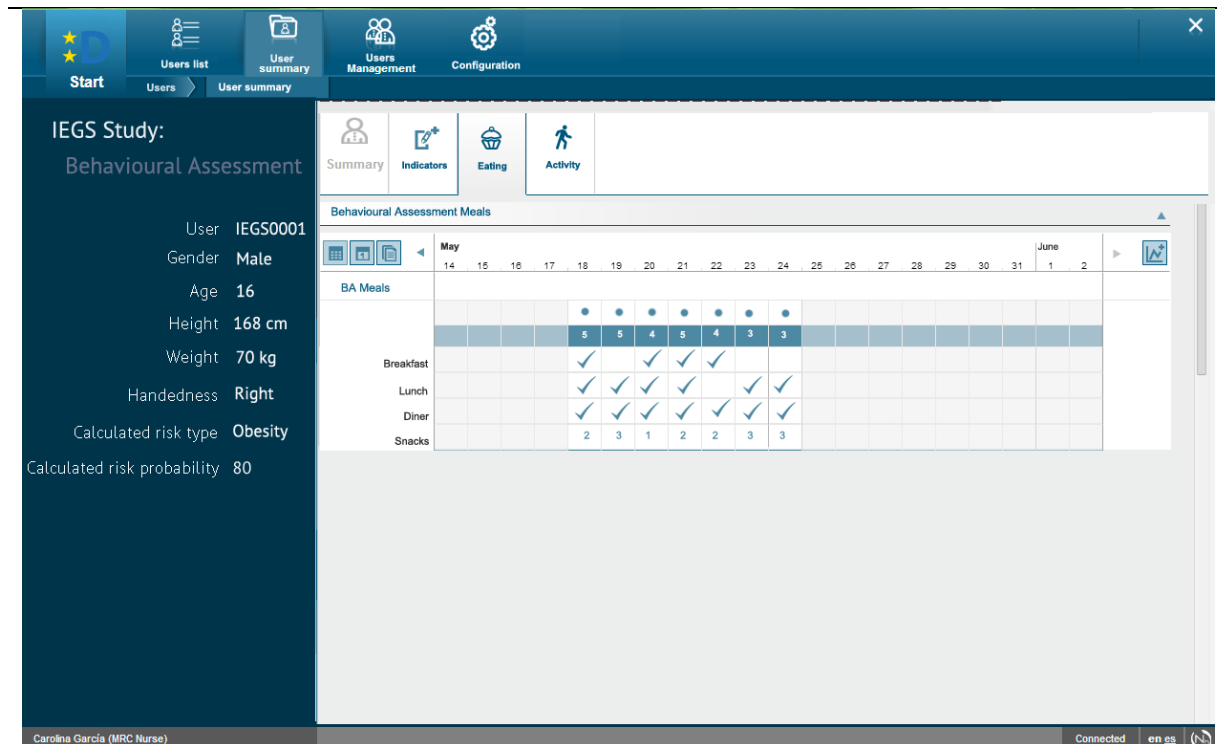 D
Start
Users list
User
summary
Users
Management
Configuration
Users
User summary
IEGS Study:
Behavioural Assessment
User IEGS0001
Gender Male
Age 16
Height 168 cm
Weight 70 kg
Handedness Right
Calculated risk type Obesity
Calculated risk probability 80
Summary Indicators Eating Activity
Behavioural Assessment Meals
May June
14 15 16 17 18 19 20 21 22 23 24 25 26 27 28 29 30 31 1 2
BA Meals
5 5 4 5 4 3 3
Breakfast
Lunch
Diner
Snacks 2 3 1 2 2 3 3
Carolina García (MRC Nurse) Connected en es